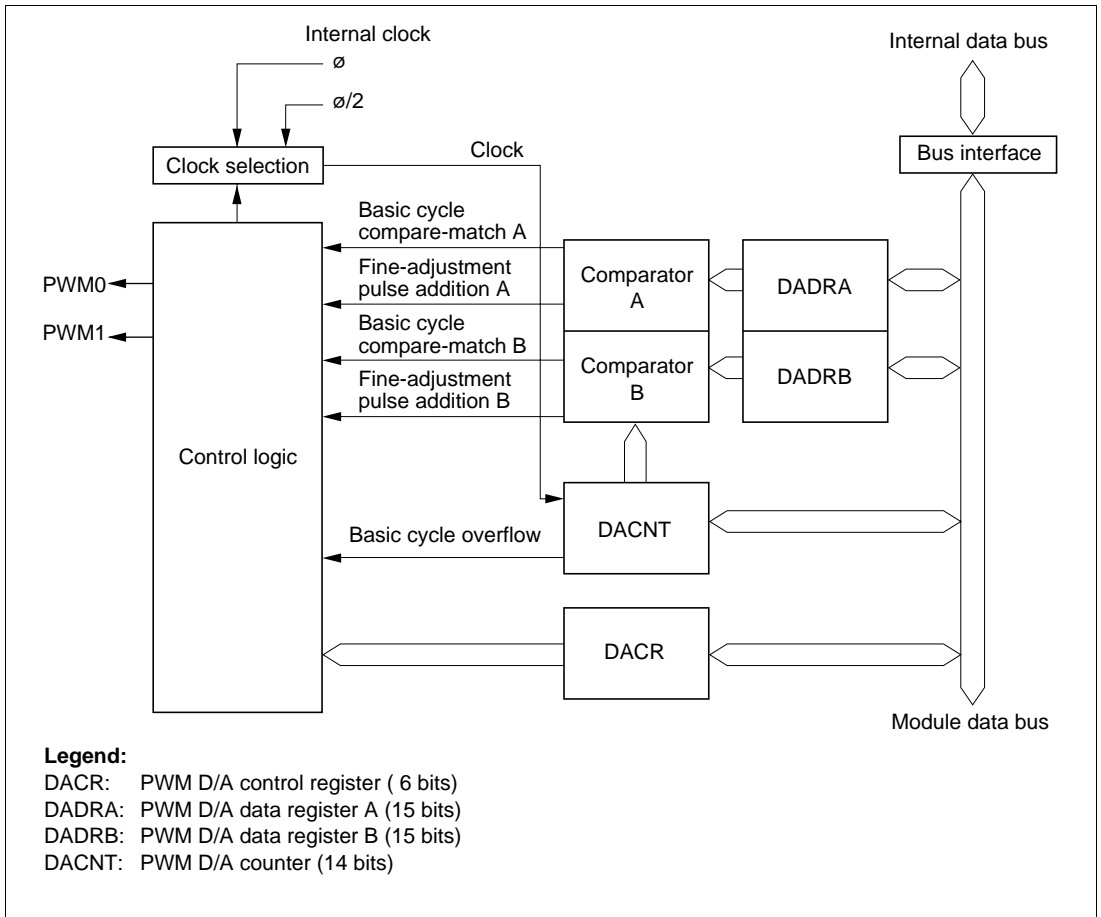 Internal clock
ø
ø/2
Internal data bus
Clock selection
Clock
Bus interface
Basic cycle
compare-match A
Fine-adjustment
pulse addition A
Basic cycle
compare-match B
Fine-adjustment
pulse addition B
PWM0
PWM1
Comparator
A
DADRA
Comparator
B
DADRB
Control logic
Basic cycle overflow
DACNT
DACR
Module data bus
Legend:
DACR: PWM D/A control register ( 6 bits)
DADRA: PWM D/A data register A (15 bits)
DADRB: PWM D/A data register B (15 bits)
DACNT: PWM D/A counter (14 bits)